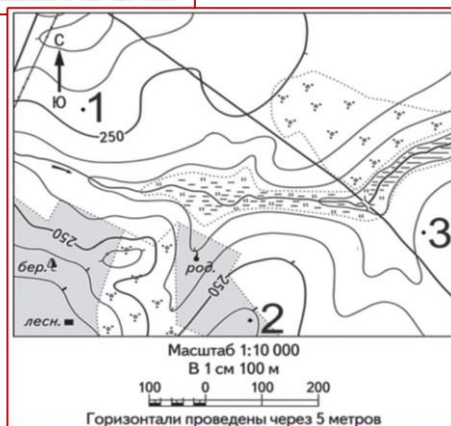 С
Ю
·1
250
·3
250
бер.
род.
250
лесн.
·2
Масштаб 1:10 000
В 1 см 100 м
100 0 100 200
Горизонтали проведены через 5 метров